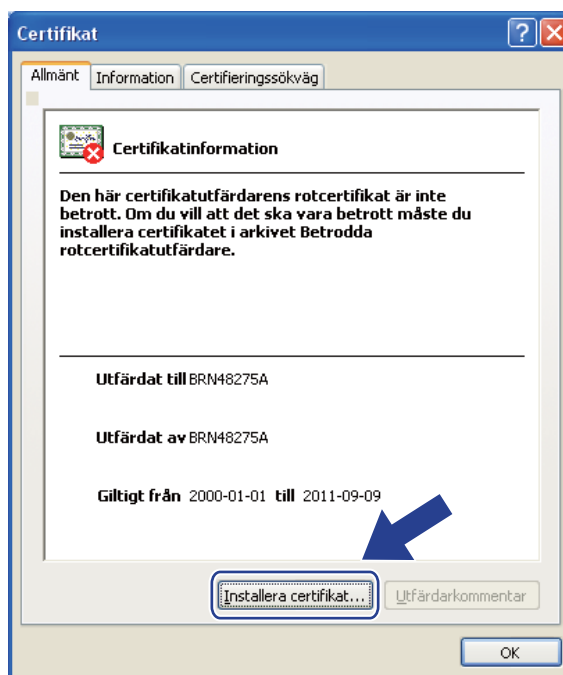 Certifikat
Allmänt Information Certifieringssökväg
Certifikatinformation
Den här certifikatutfärdarens rotcertifikat är inte
betrott. Om du vill att det ska vara betrott måste du
installera certifikatet i arkivet Betrodda
rotcertifikatutfärdare.
Utfärdat till BRN48275A
Utfärdat av BRN48275A
Giltigt från 2000-01-01 till 2011-09-09
Installera certifikat... Utfärdarkommentar
OK